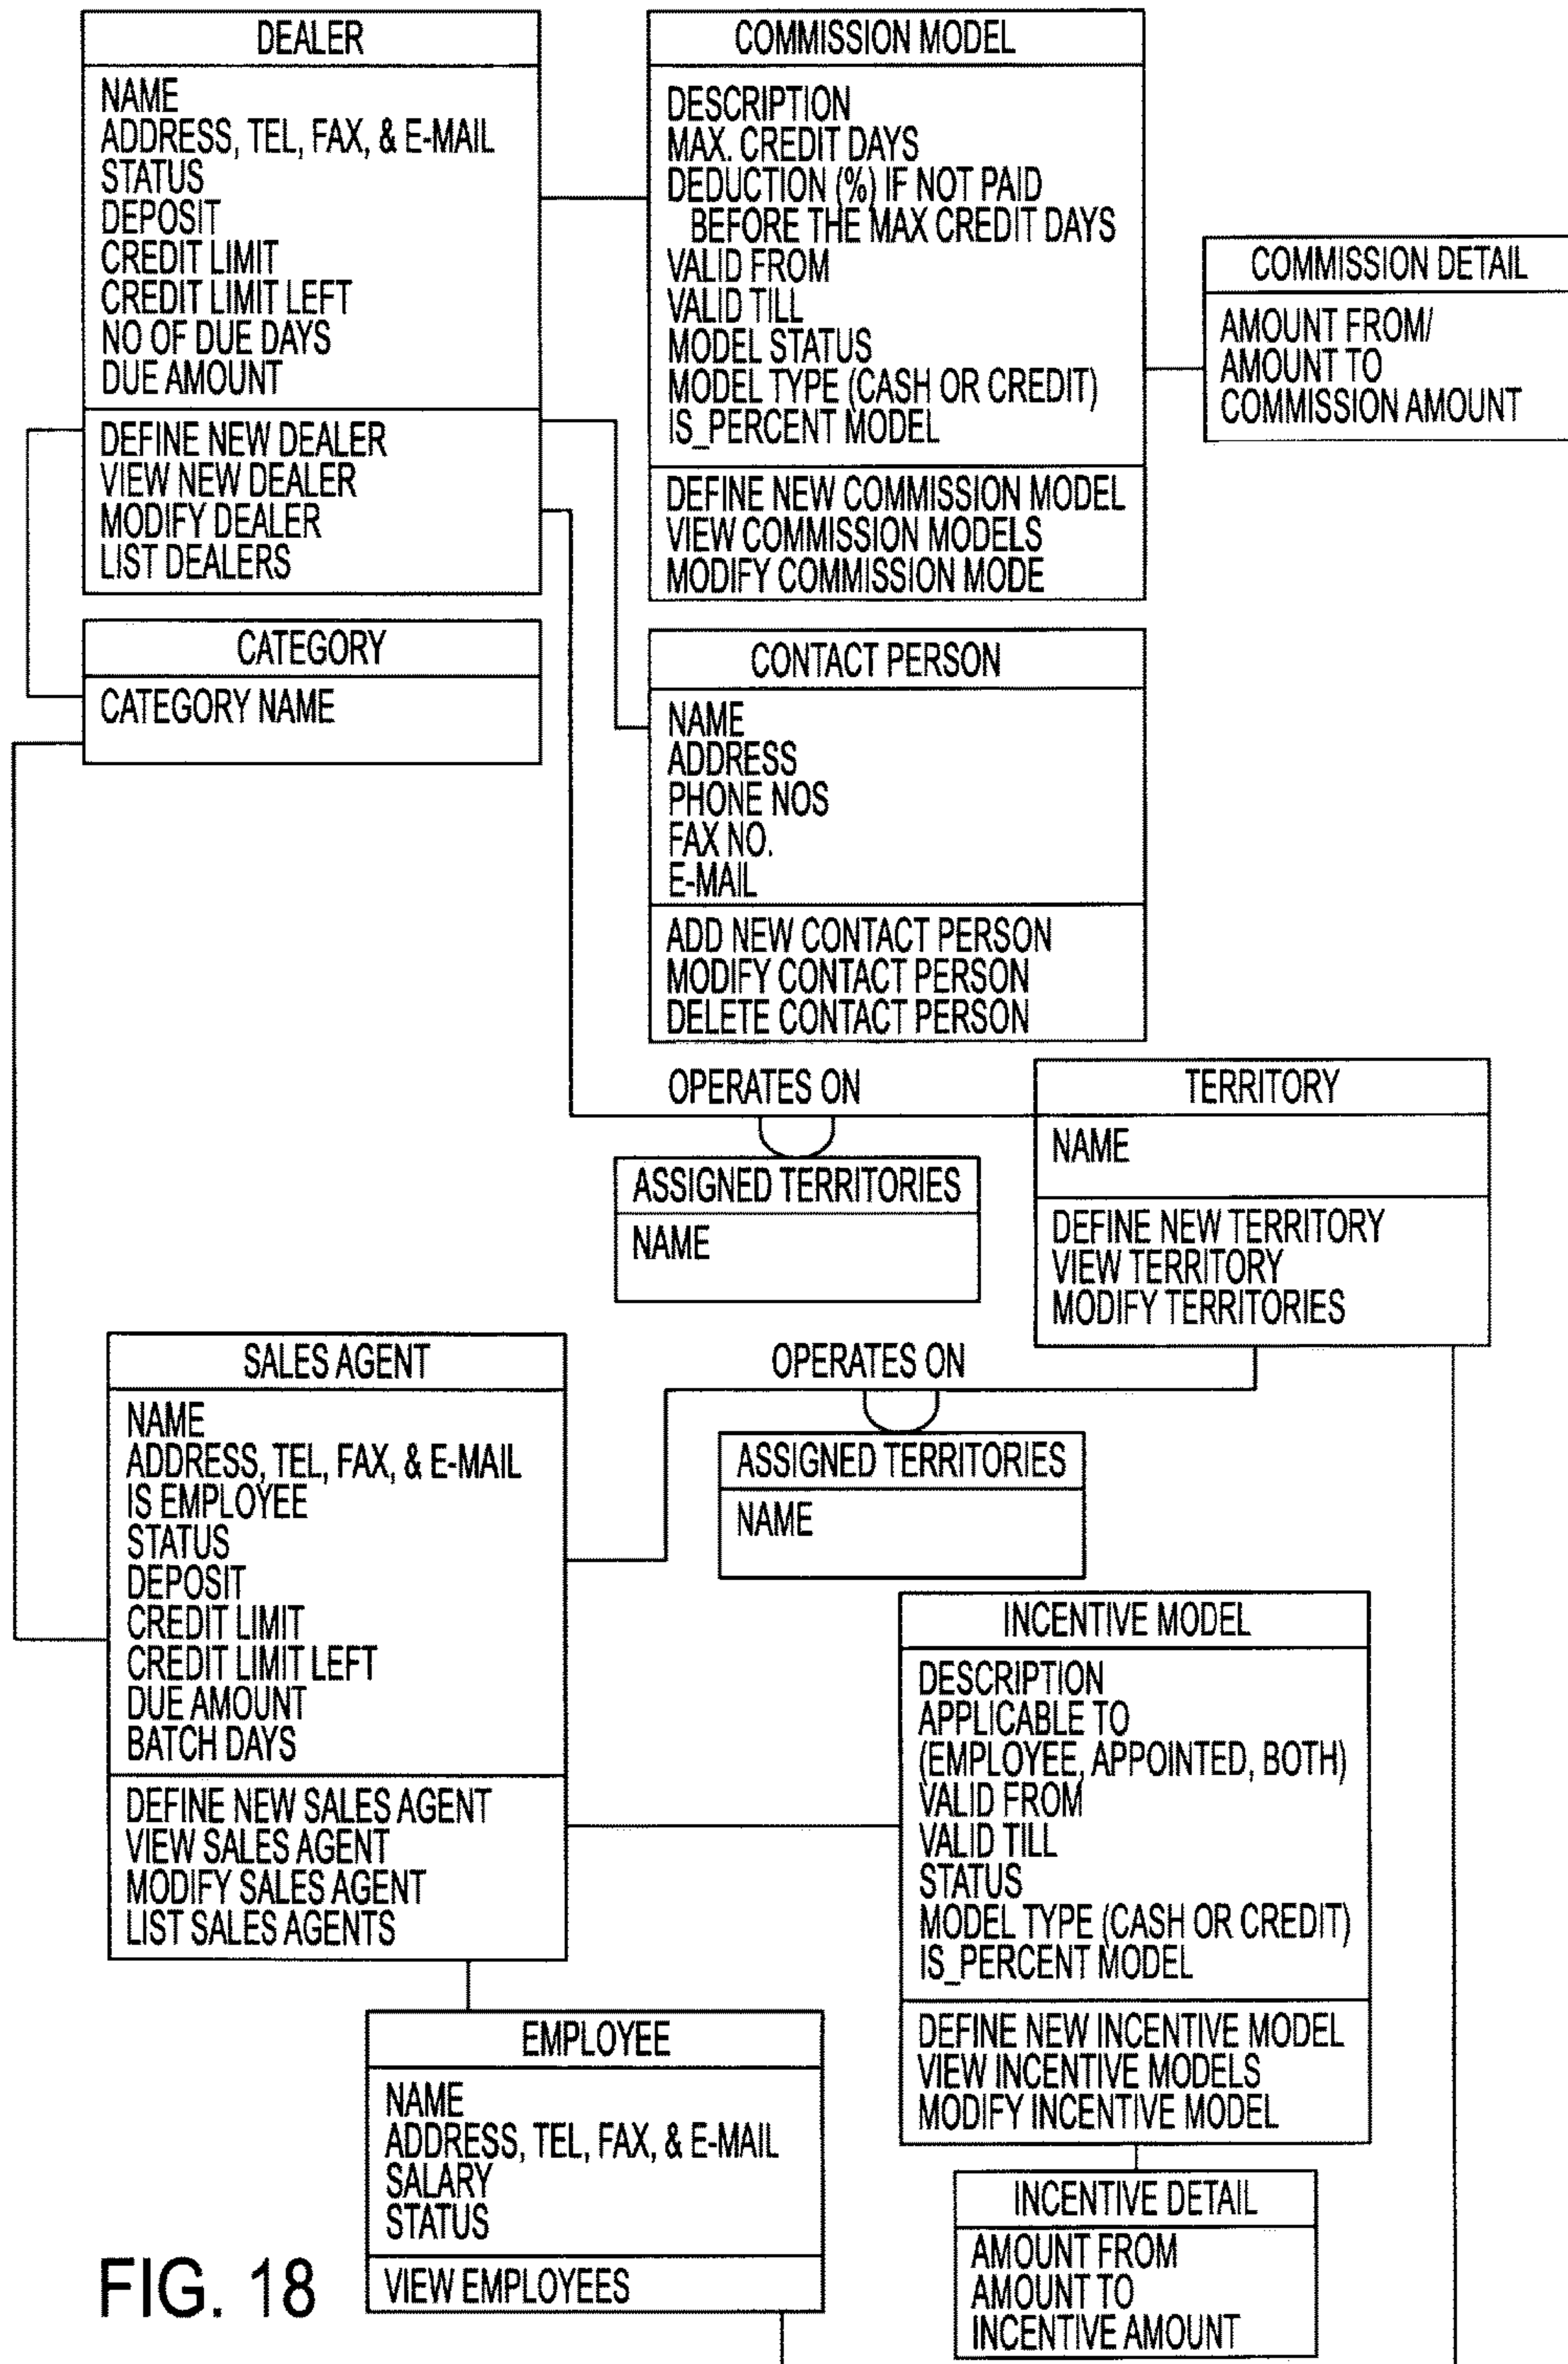 DEALER
NAME
ADDRESS, TEL, FAX, & E-MAIL
STATUS
DEPOSIT
CREDIT LIMIT
CREDIT LIMIT LEFT
NO OF DUE DAYS
DUE AMOUNT
DEFINE NEW DEALER
VIEW NEW DEALER
MODIFY DEALER
LIST DEALERS
COMMISSION MODEL
DESCRIPTION
MAX. CREDIT DAYS
DEDUCTION (%) IF NOT PAID
BEFORE THE MAX CREDIT DAYS
VALID FROM
VALID TILL
MODEL STATUS
MODEL TYPE (CASH OR CREDIT)
IS_PERCENT MODEL
DEFINE NEW COMMISSION MODEL
VIEW COMMISSION MODELS
MODIFY COMMISSION MODE
COMMISSION DETAIL
AMOUNT FROM/
AMOUNT TO
COMMISSION AMOUNT
CATEGORY
CATEGORY NAME
CONTACT PERSON
NAME
ADDRESS
PHONE NOS
FAX NO.
E-MAIL
ADD NEW CONTACT PERSON
MODIFY CONTACT PERSON
DELETE CONTACT PERSON
OPERATES ON
ASSIGNED TERRITORIES
NAME
TERRITORY
NAME
DEFINE NEW TERRITORY
VIEW TERRITORY
MODIFY TERRITORIES
SALES AGENT
NAME
ADDRESS, TEL, FAX, & E-MAIL
IS EMPLOYEE
STATUS
DEPOSIT
CREDIT LIMIT
CREDIT LIMIT LEFT
DUE AMOUNT
BATCH DAYS
DEFINE NEW SALES AGENT
VIEW SALES AGENT
MODIFY SALES AGENT
LIST SALES AGENTS
OPERATES ON
ASSIGNED TERRITORIES
NAME
INCENTIVE MODEL
DESCRIPTION
APPLICABLE TO
(EMPLOYEE, APPOINTED, BOTH)
VALID FROM
VALID TILL
STATUS
MODEL TYPE (CASH OR CREDIT)
IS_PERCENT MODEL
DEFINE NEW INCENTIVE MODEL
VIEW INCENTIVE MODELS
MODIFY INCENTIVE MODEL
EMPLOYEE
NAME
ADDRESS, TEL, FAX, & E-MAIL
SALARY
STATUS
VIEW EMPLOYEES
INCENTIVE DETAIL
AMOUNT FROM
AMOUNT TO
INCENTIVE AMOUNT
FIG. 18